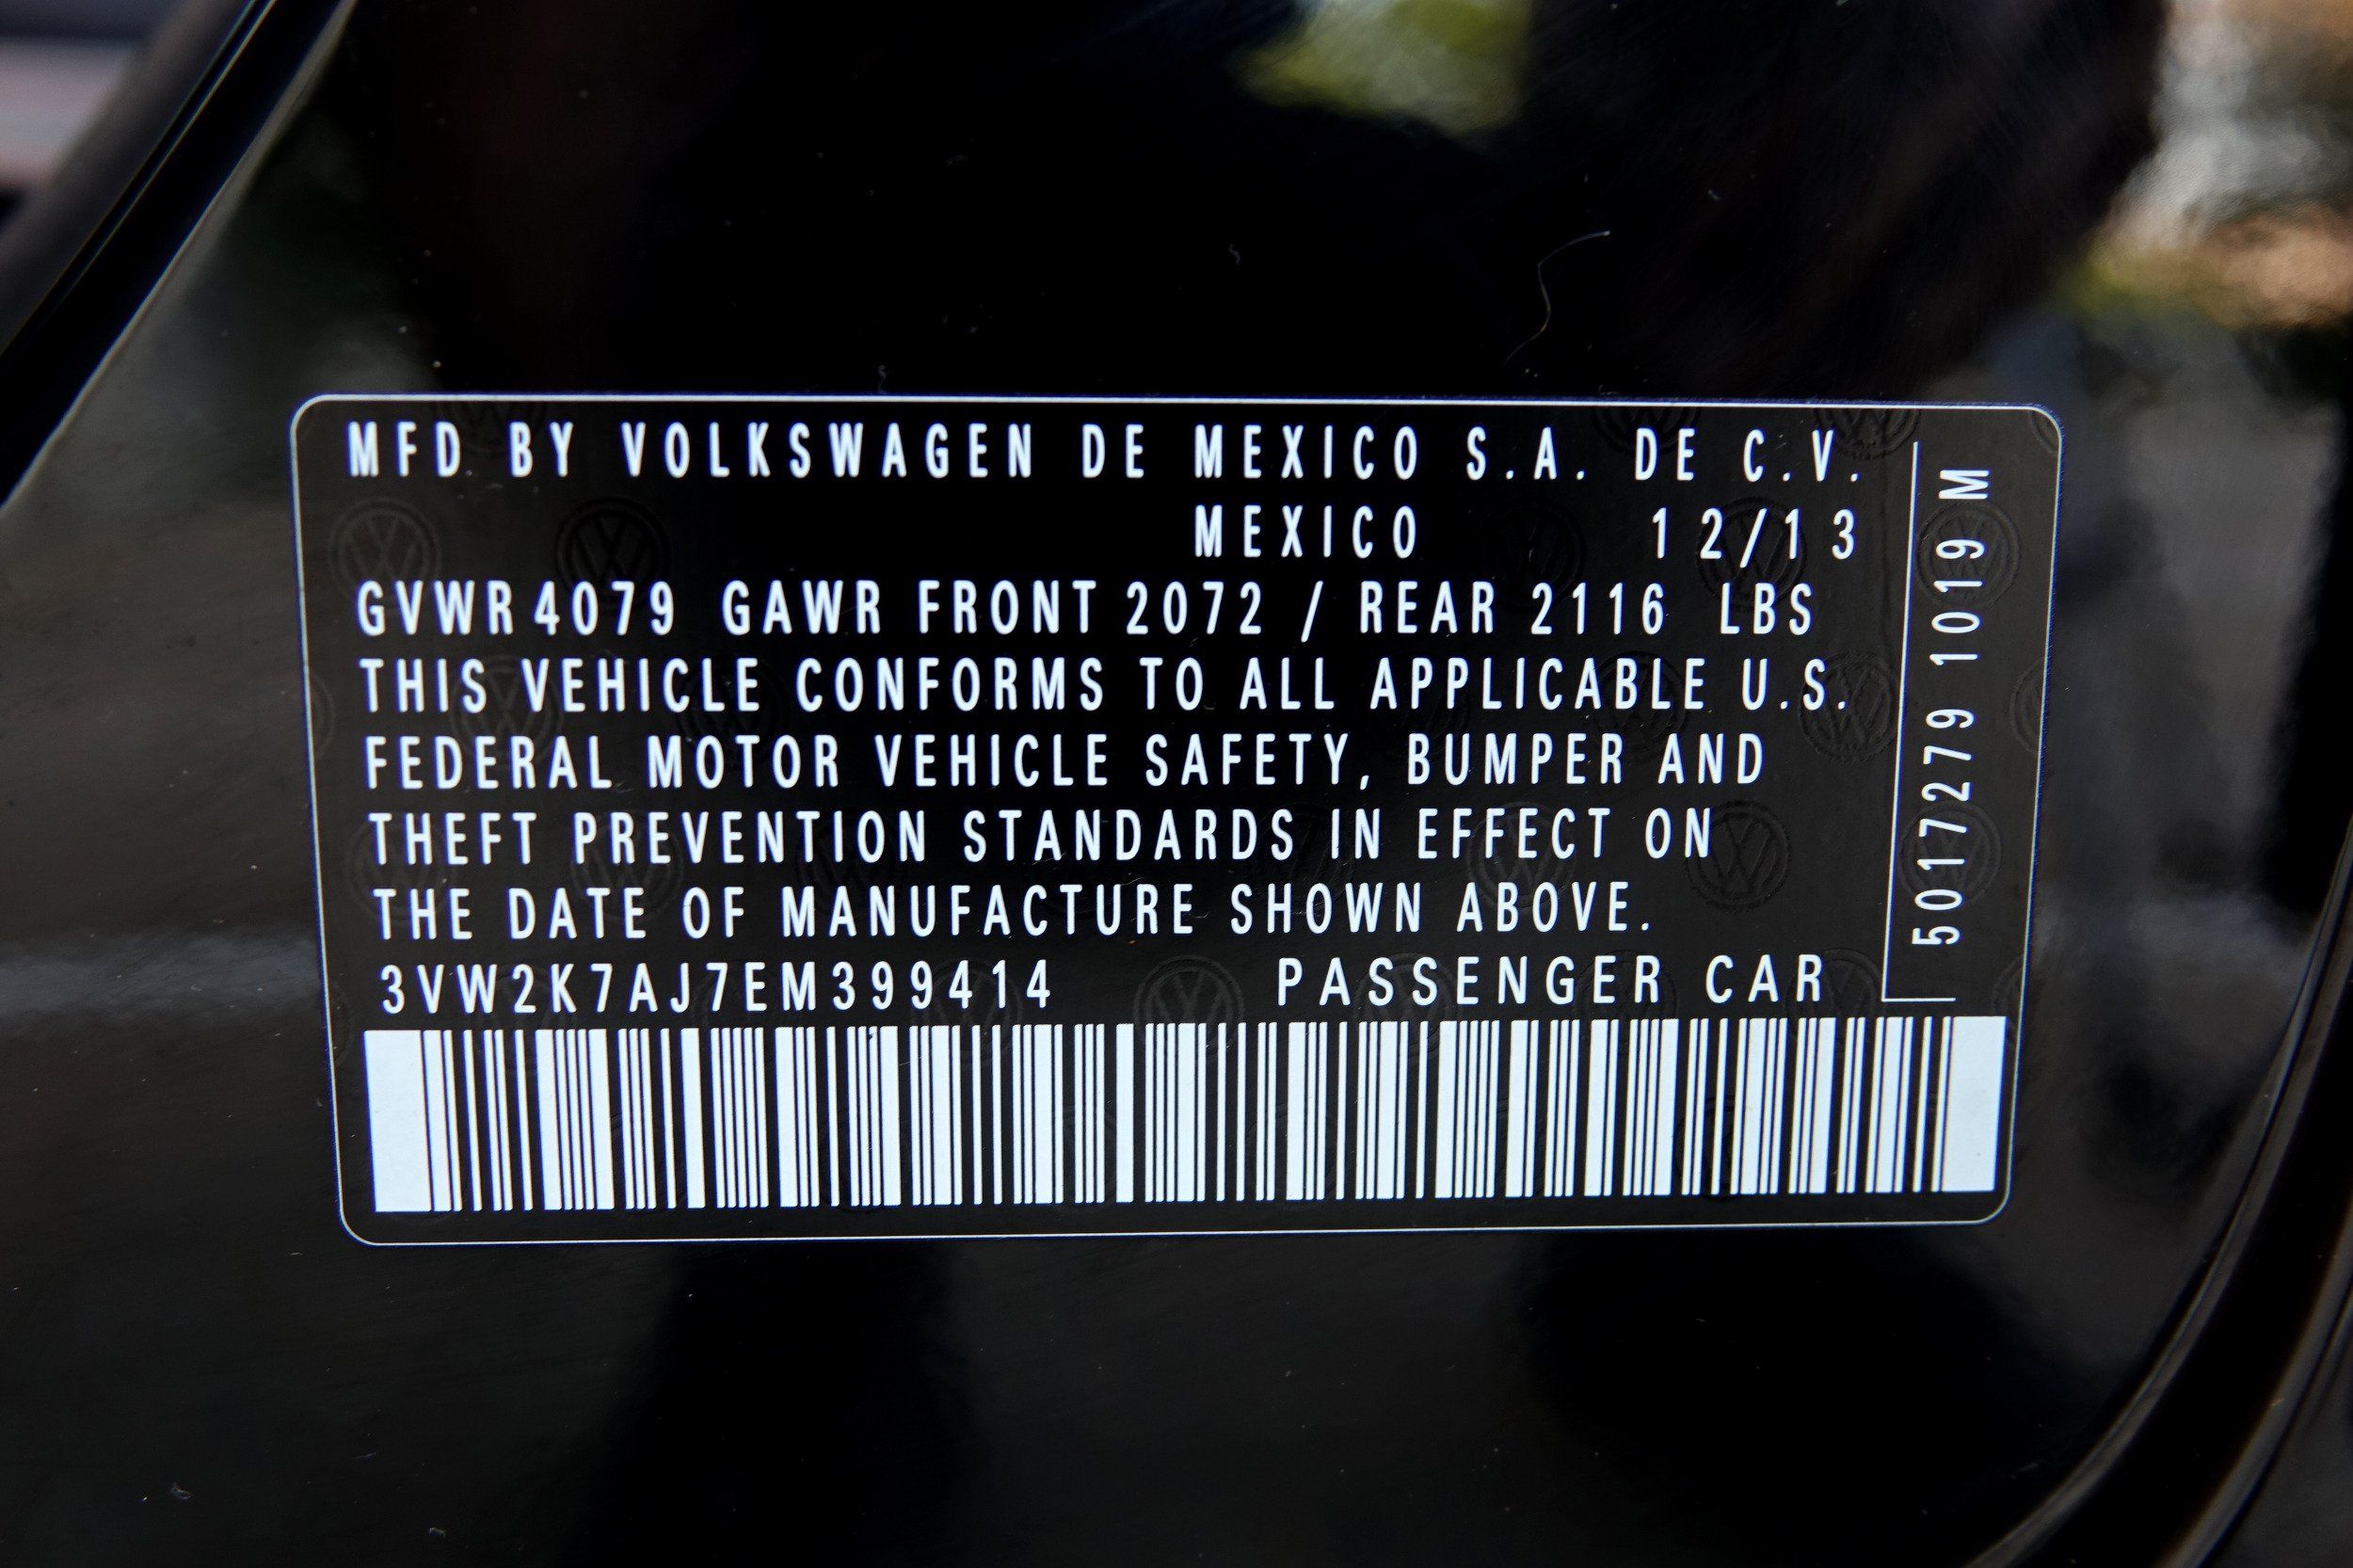 MFD BY VOLKSWAGEN DE MEXICO S.A. DE C.V.
MEXICO 12/13
GVWR 4079 GAWR FRONT 2072 / REAR 2116 LBS
THIS VEHICLE CONFORMS TO ALL APPLICABLE U.S.
FEDERAL MOTOR VEHICLE SAFETY, BUMPER AND
THEFT PREVENTION STANDARDS IN EFFECT ON
THE DATE OF MANUFACTURE SHOWN ABOVE.
3VW2K7AJ7EM399414 PASSENGER CAR
5017279 1019 M